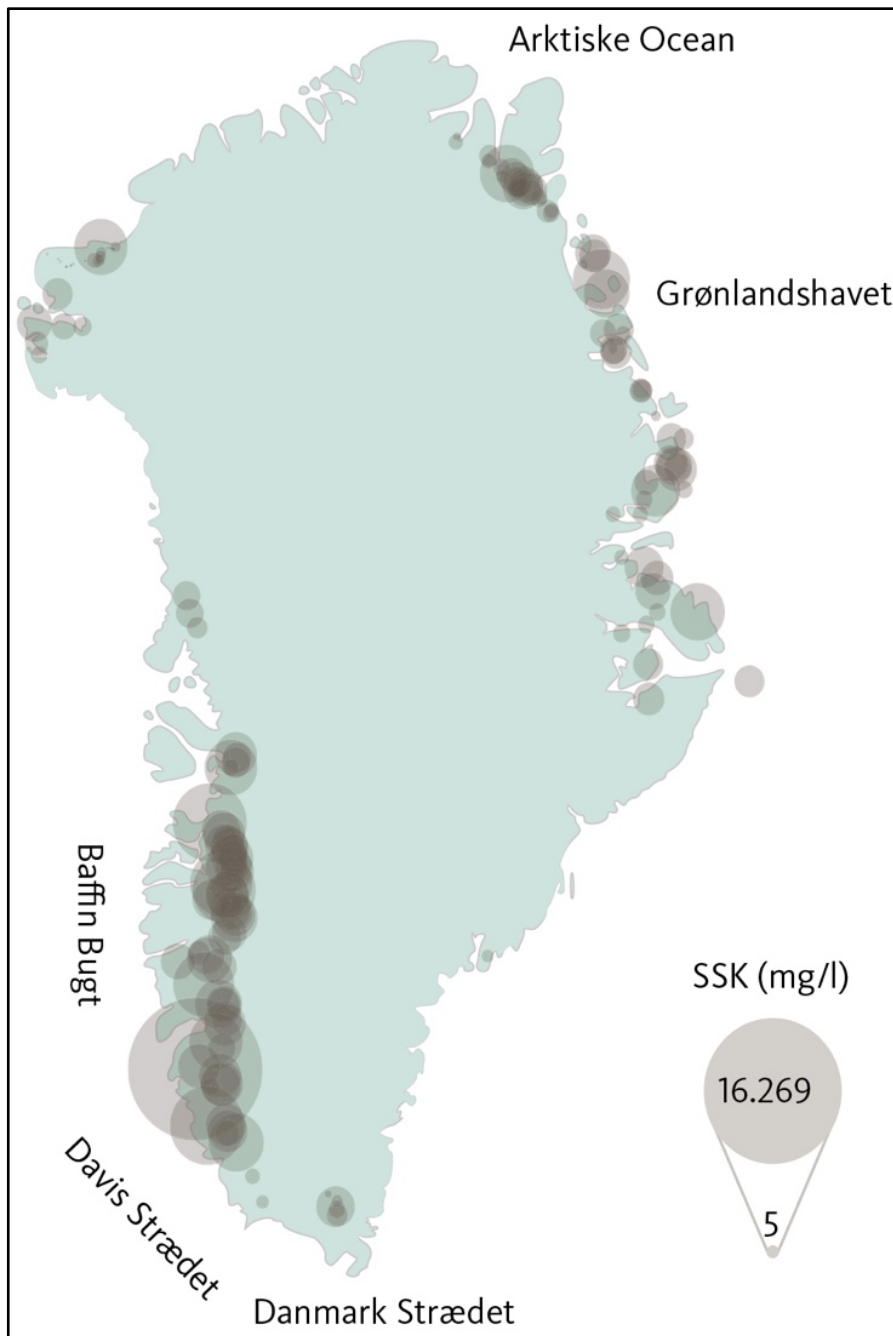 Arktiske Ocean
Grønlandshavet
Baffin Bugt
SSK (mg/l)
16.269
5
Davis Strædet
Danmark Strædet